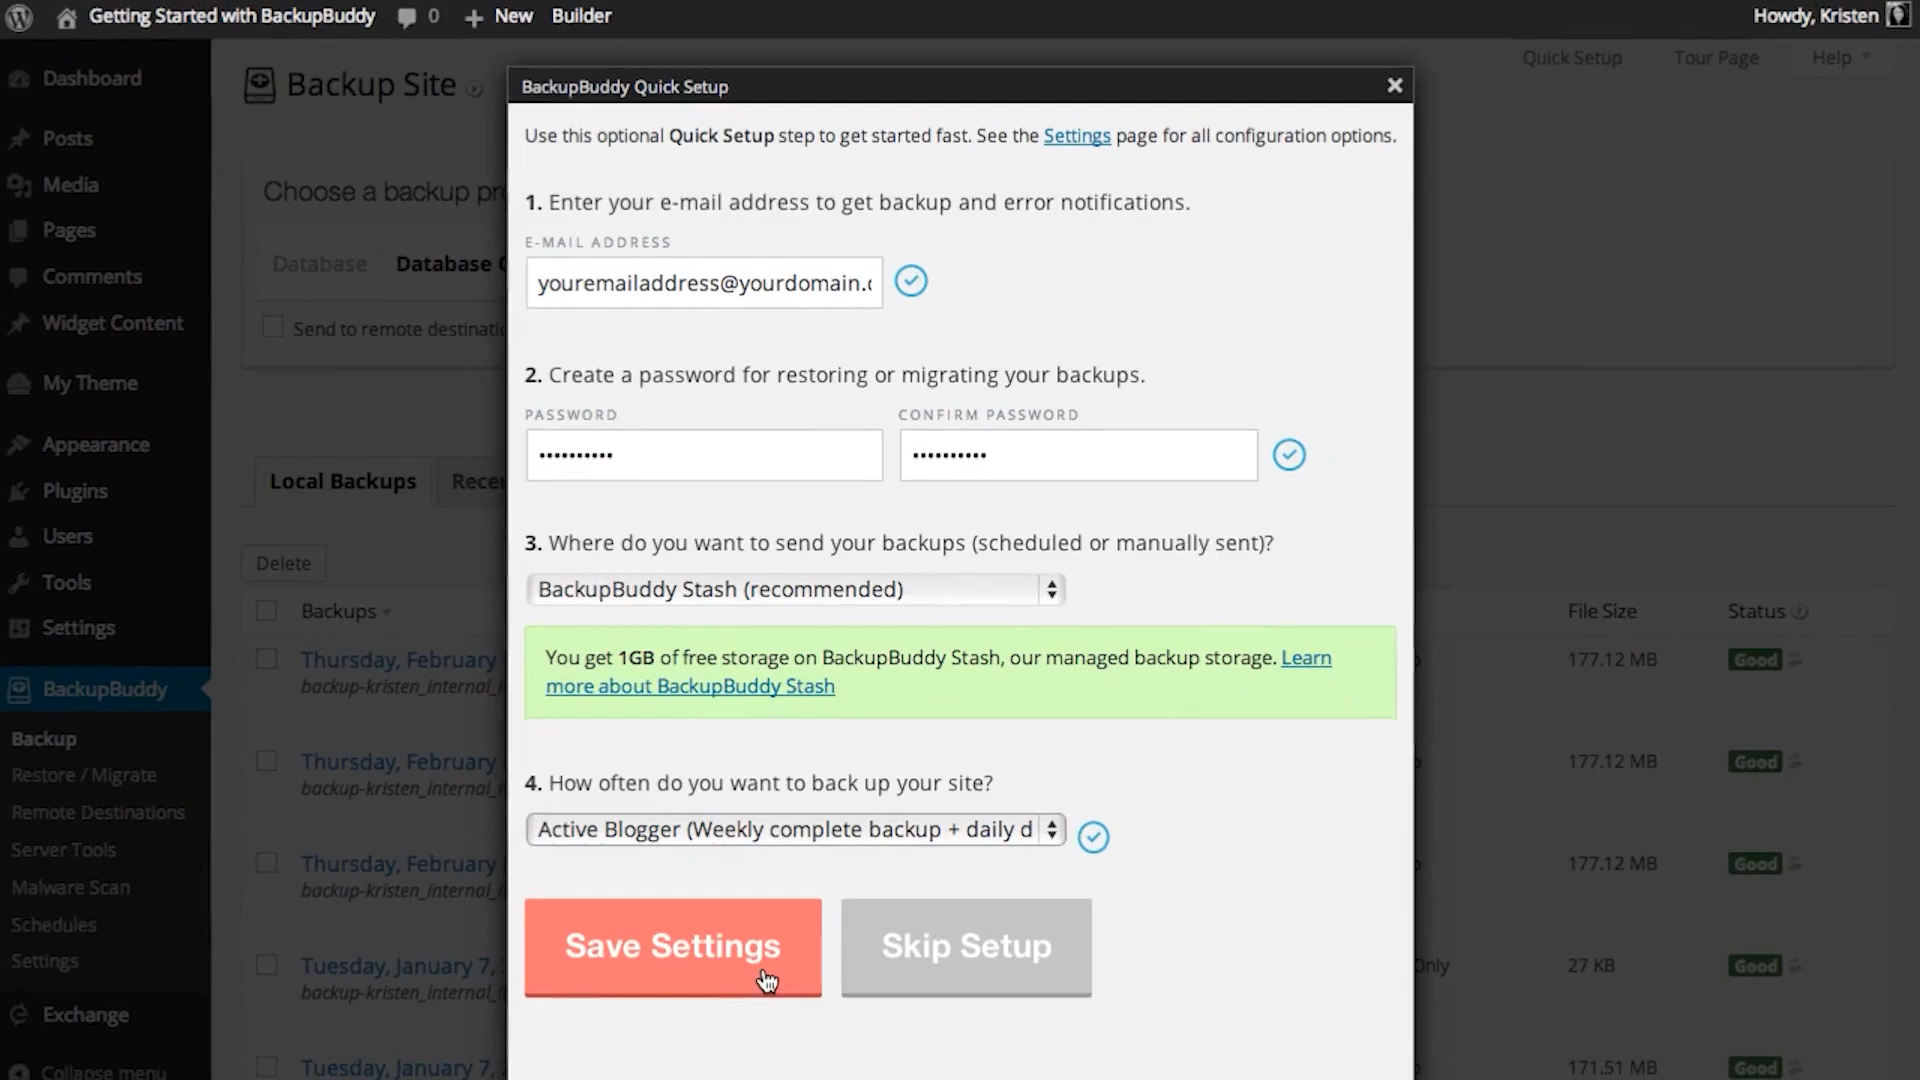 Getting Started with BackupBuddy 0 New Builder
Howdy, Kristen
Dashboard
Posts
Media
Pages
Comments
Widget Content
My Theme
Appearance
Plugins
Users
Tools
Settings
BackupBuddy
Backup
Restore / Migrate
Remote Destinations
Server Tools
Malware Scan
Schedules
Settings
Exchange
Collapse menu
Backup Site
Quick Setup Tour Page Help
Choose a backup pr
Database Database
Send to remote destinati
Local Backups Rece
Delete
Backups
File Size Status
Thursday, February
backup-kristen_internal_i
177.12 MB Good
Thursday, February
backup-kristen_internal_i
177.12 MB Good
Thursday, February
backup-kristen_internal_i
177.12 MB Good
Tuesday, January 7,
backup-kristen_internal_i
Only 27 KB Good
Tuesday, January 7,
171.51 MB Good
BackupBuddy Quick Setup
Use this optional Quick Setup step to get started fast. See the Settings page for all configuration options.
1. Enter your e-mail address to get backup and error notifications.
E-MAIL ADDRESS
youremailaddress@yourdomain.c
2. Create a password for restoring or migrating your backups.
PASSWORD CONFIRM PASSWORD
•••••••••• ••••••••••
3. Where do you want to send your backups (scheduled or manually sent)?
BackupBuddy Stash (recommended)
You get 1GB of free storage on BackupBuddy Stash, our managed backup storage. Learn
more about BackupBuddy Stash
4. How often do you want to back up your site?
Active Blogger (Weekly complete backup + daily d
Save Settings Skip Setup